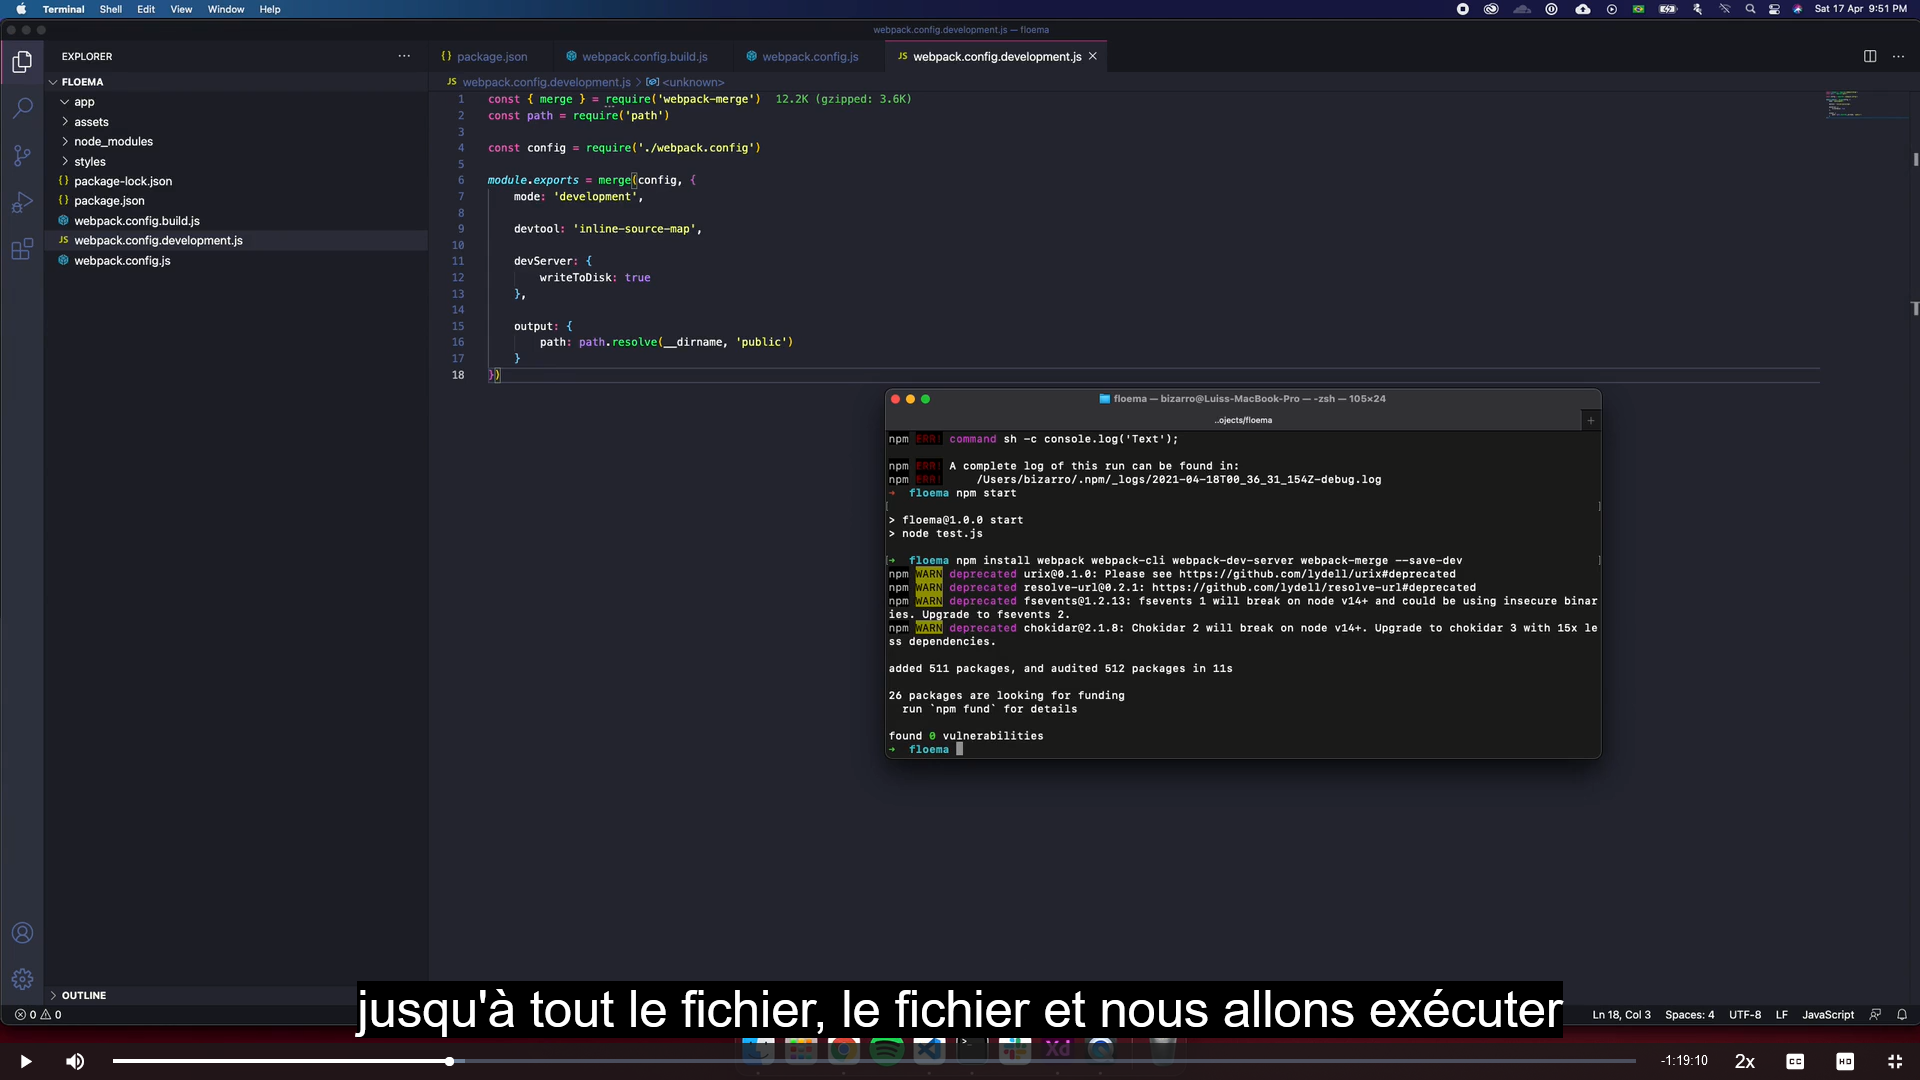 Terminal Shell Edit View Window Help Sat 17 Apr 9:51 PM
webpack.config.development.js — floema
EXPLORER
package.json webpack.config.build.js webpack.config.js JS webpack.config.development.js
FLOEMA
JS webpack.config.development.js > <unknown>
app
assets
node_modules
styles
{} package-lock.json
{} package.json
webpack.config.build.js
JS webpack.config.development.js
webpack.config.js
1 const { merge } = require('webpack-merge') 12.2K (gzipped: 3.6K)
2 const path = require('path')
3
4 const config = require('./webpack.config')
5
6 module.exports = merge(config, {
7 mode: 'development',
8
9 devtool: 'inline-source-map',
10
11 devServer: {
12 writeToDisk: true
13 },
14
15 output: {
16 path: path.resolve(__dirname, 'public')
17 }
18 })
floema — bizarro@Luiss-MacBook-Pro — -zsh — 105×24
..ojects/floema
npm ERR! command sh -c console.log('Text');
npm ERR! A complete log of this run can be found in:
npm ERR! /Users/bizarro/.npm/_logs/2021-04-18T00_36_31_154Z-debug.log
→ floema npm start
> floema@1.0.0 start
> node test.js
→ floema npm install webpack webpack-cli webpack-dev-server webpack-merge --save-dev
npm WARN deprecated urix@0.1.0: Please see https://github.com/lydell/urix#deprecated
npm WARN deprecated resolve-url@0.2.1: https://github.com/lydell/resolve-url#deprecated
npm WARN deprecated fsevents@1.2.13: fsevents 1 will break on node v14+ and could be using insecure binar
ies. Upgrade to fsevents 2.
npm WARN deprecated chokidar@2.1.8: Chokidar 2 will break on node v14+. Upgrade to chokidar 3 with 15x le
ss dependencies.
added 511 packages, and audited 512 packages in 11s
26 packages are looking for funding
run `npm fund` for details
found 0 vulnerabilities
→ floema
OUTLINE
0 0
Ln 18, Col 3 Spaces: 4 UTF-8 LF JavaScript
jusqu'à tout le fichier, le fichier et nous allons exécuter
Xd
-1:19:10 2x CC HD